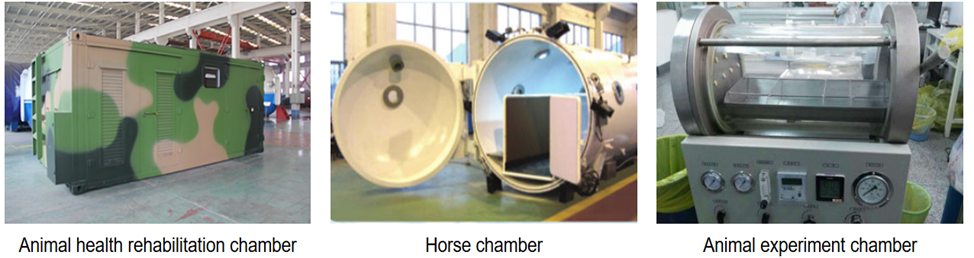 Animal health rehabilitation chamber
Horse chamber
Animal experiment chamber